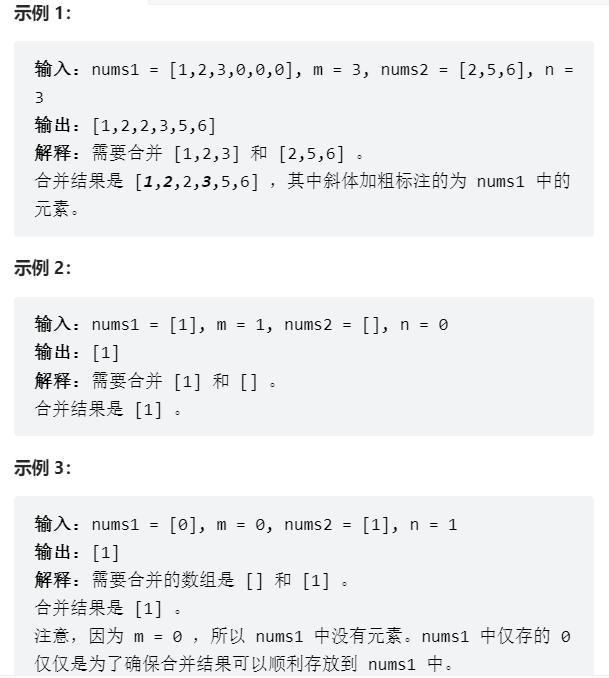 示例 1：
输入：nums1 = [1,2,3,0,0,0], m = 3, nums2 = [2,5,6], n =
3
输出：[1,2,2,3,5,6]
解释：需要合并 [1,2,3] 和 [2,5,6] 。
合并结果是 [1,2,2,3,5,6] ，其中斜体加粗标注的为 nums1 中的
元素。
示例 2：
输入：nums1 = [1], m = 1, nums2 = [], n = 0
输出：[1]
解释：需要合并 [1] 和 [] 。
合并结果是 [1] 。
示例 3：
输入：nums1 = [0], m = 0, nums2 = [1], n = 1
输出：[1]
解释：需要合并的数组是 [] 和 [1] 。
合并结果是 [1] 。
注意，因为 m = 0 ，所以 nums1 中没有元素。nums1 中仅存的 0
仅仅是为了确保合并结果可以顺利存放到 nums1 中。